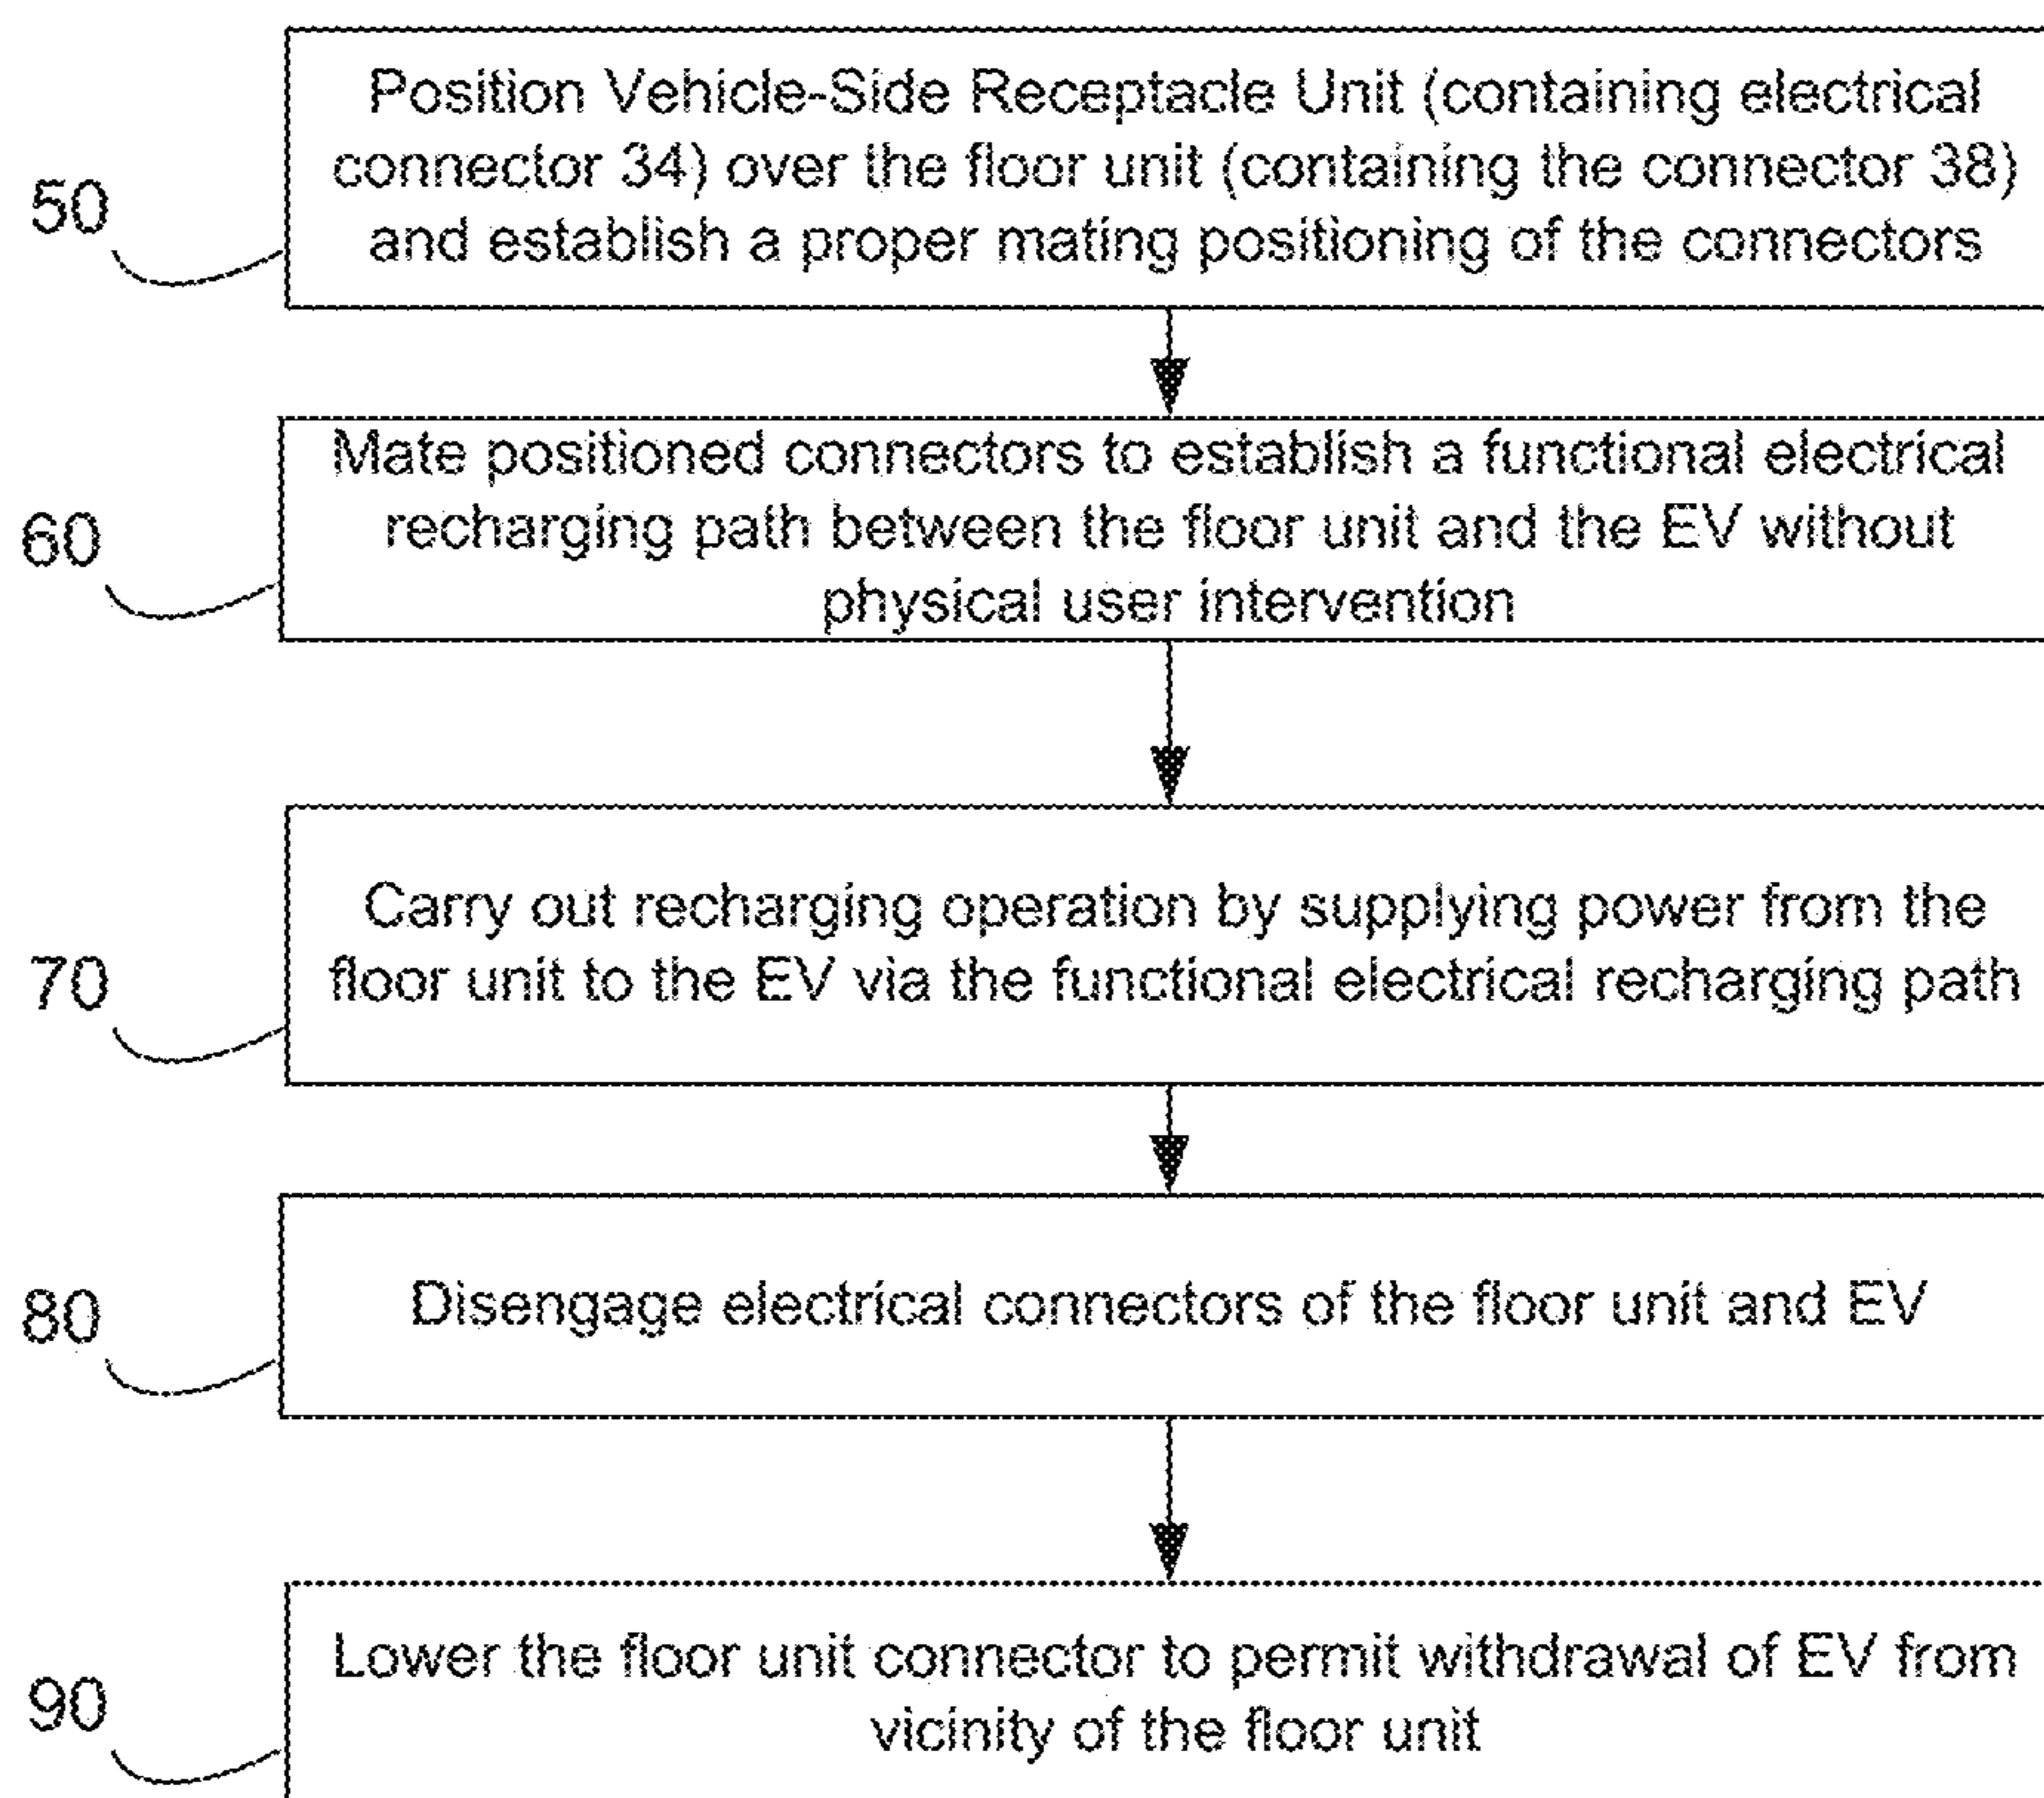 Position Vehicle-Side Receptacle Unit (containing electrical
connector 34) over the floor unit (containing the connector 38)
and establish a proper mating positioning of the connectors
50
Mate positioned connectors to establish a functional electrical
recharging path between the floor unit and the EV without
physical user intervention
60
Carry out recharging operation by supplying power from the
floor unit to the EV via the functional electrical recharging path
70
Disengage electrical connectors of the floor unit and EV
80
Lower the floor unit connector to permit withdrawal of EV from
vicinity of the floor unit
90